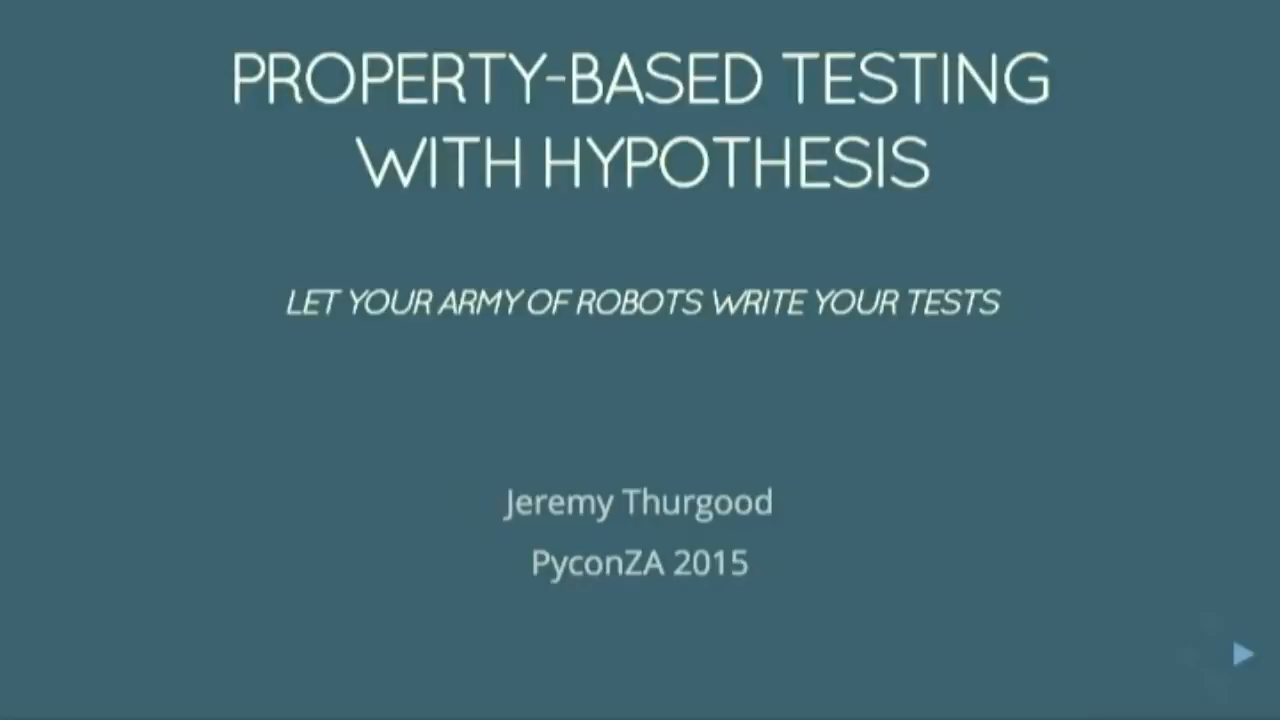 PROPERTY-BASED TESTING
WITH HYPOTHESIS
LET YOUR ARMY OF ROBOTS WRITE YOUR TESTS
Jeremy Thurgood
PyconZA 2015